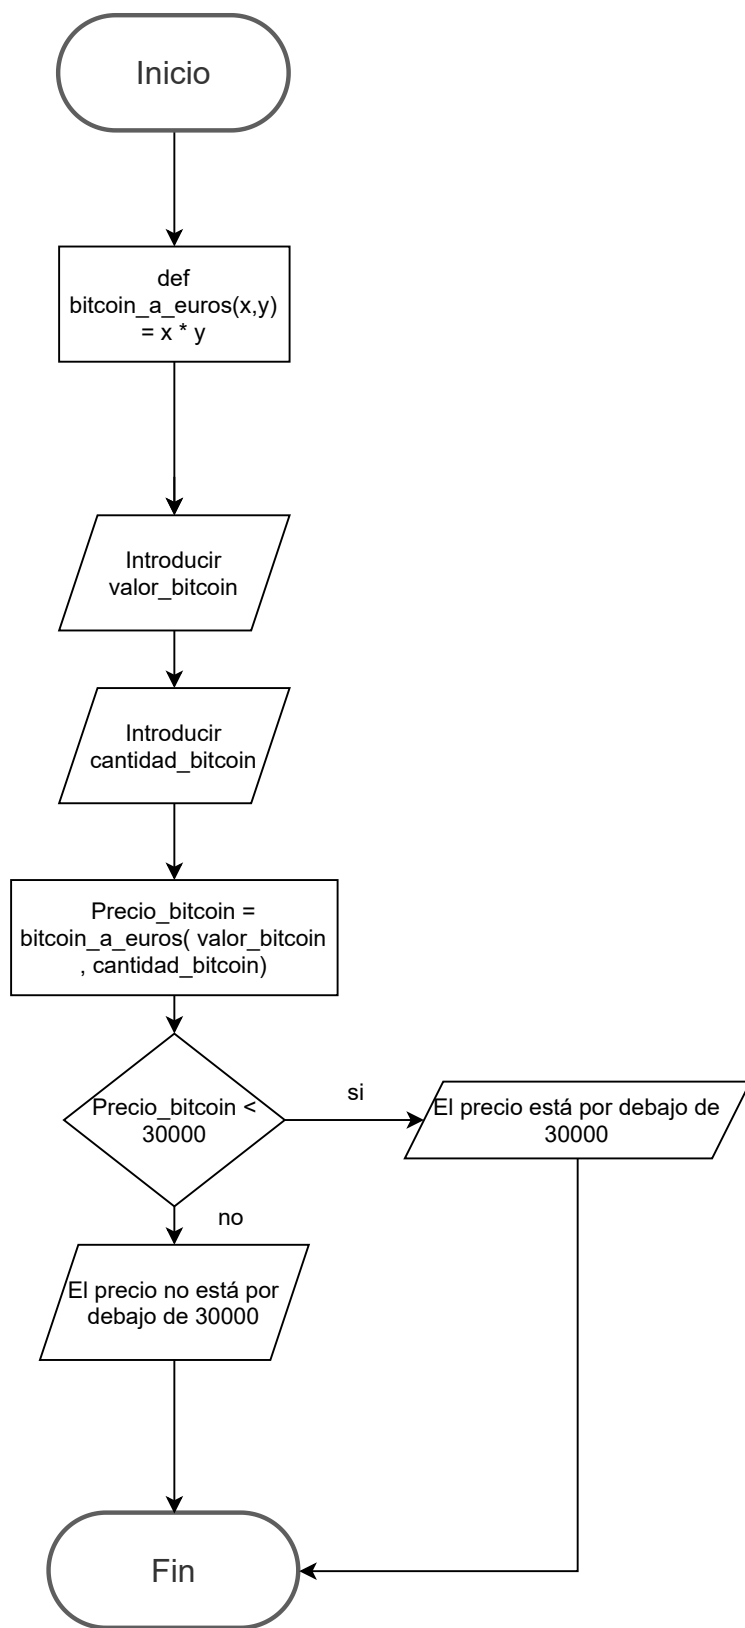 Inicio
def
bitcoin_a_euros(x,y)
= x * y
Introducir
valor_bitcoin
Introducir
cantidad_bitcoin
Precio_bitcoin =
bitcoin_a_euros( valor_bitcoin
, cantidad_bitcoin)
Precio_bitcoin <
30000
si
El precio está por debajo de
30000
no
El precio no está por
debajo de 30000
Fin